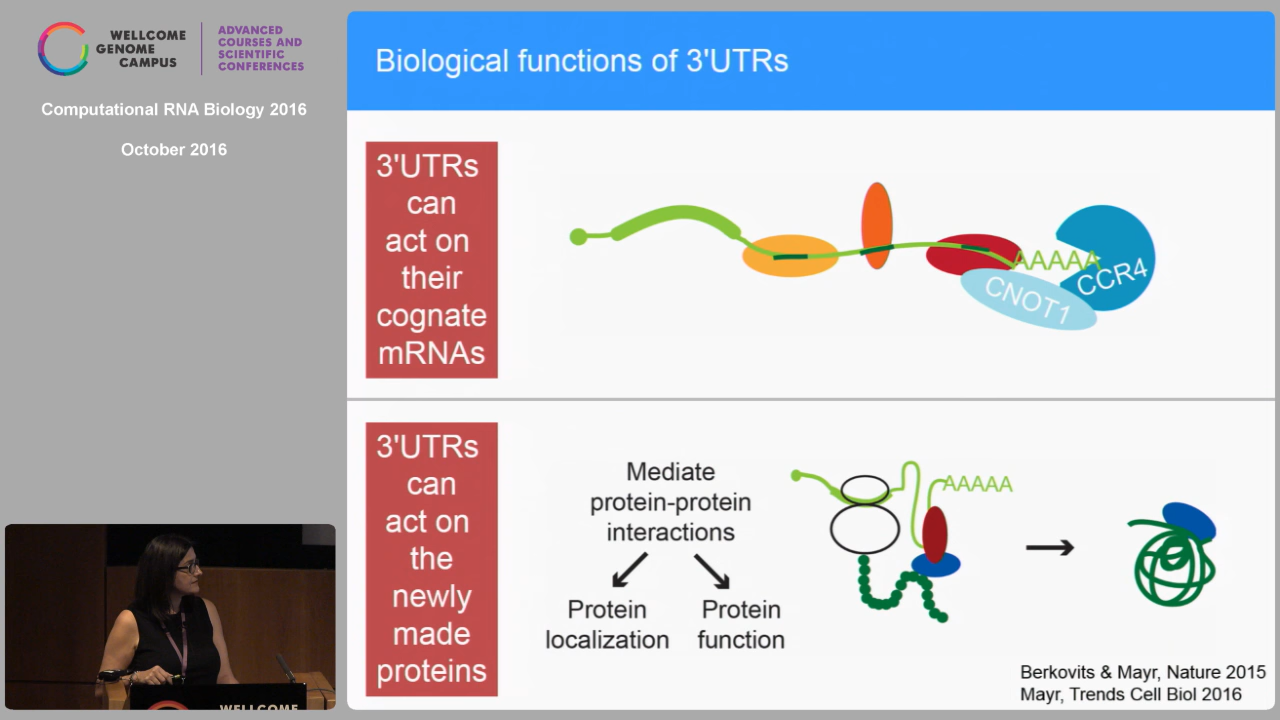 WELLCOME
GENOME
CAMPUS
ADVANCED
COURSES AND
SCIENTIFIC
CONFERENCES
Computational RNA Biology 2016
October 2016
Biological functions of 3'UTRs
3'UTRs
can
act on
their
cognate
mRNAs
AAAAA
CNOT1
CCR4
3'UTRs
can
act on
the
newly
made
proteins
Mediate
protein-protein
interactions
Protein
localization
Protein
function
AAAAA
Berkovits & Mayr, Nature 2015
Mayr, Trends Cell Biol 2016
WELLCOME